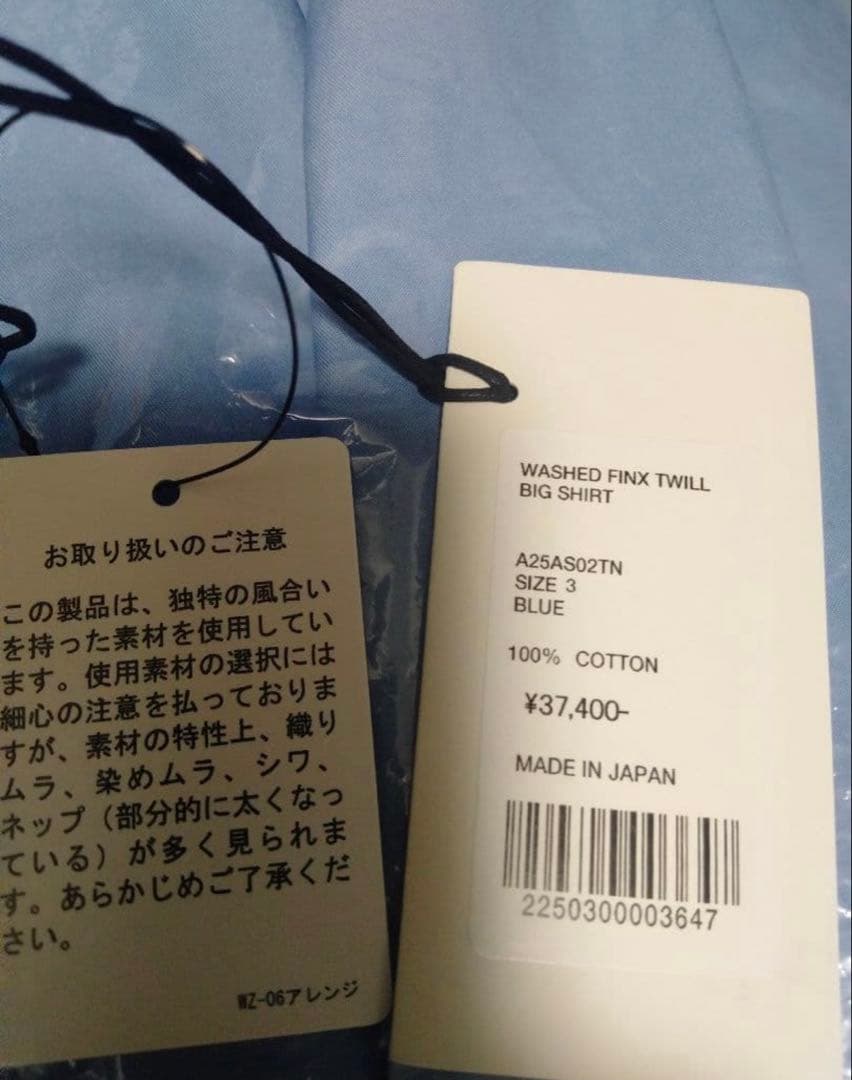 お取り扱いのご注意
この製品は、独特の風合い
を持った素材を使用してい
ます。使用素材の選択には
細心の注意を払っておりま
すが、素材の特性上、織り
ムラ、染めムラ、シワ、
ネップ（部分的に太くなっ
ている）が多く見られま
す。あらかじめご了承くだ
さい。
WZ-06アレンジ
WASHED FINX TWILL
BIG SHIRT
A25AS02TN
SIZE 3
BLUE
100% COTTON
¥37,400-
MADE IN JAPAN
2250300003647